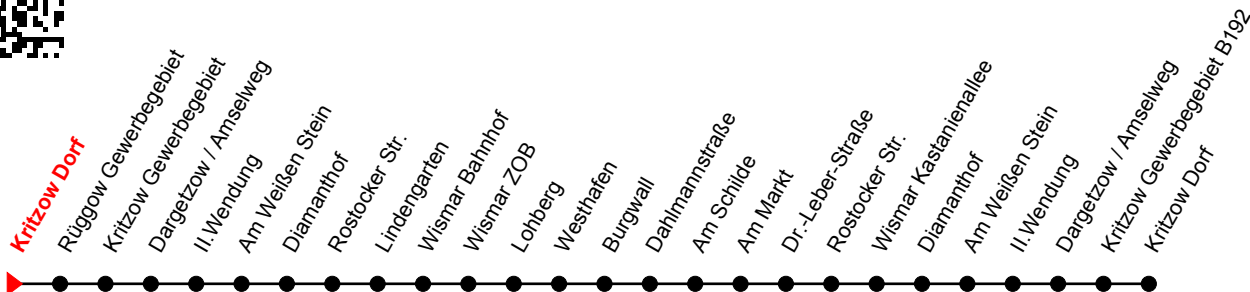 Kritzow Dorf
Rüggow Gewerbegebiet
Kritzow Gewerbegebiet
Dargetzow / Amselweg
II.Wendung
Am Weißen Stein
Diamanthof
Rostocker Str.
Lindengarten
Wismar Bahnhof
Wismar ZOB
Lohberg
Westhafen
Burgwall
Dahlmannstraße
Am Schilde
Am Markt
Dr.-Leber-Straße
Rostocker Str.
Wismar Kastanienallee
Diamanthof
Am Weißen Stein
II.Wendung
Dargetzow / Amselweg
Kritzow Gewerbegebiet B192
Kritzow Dorf